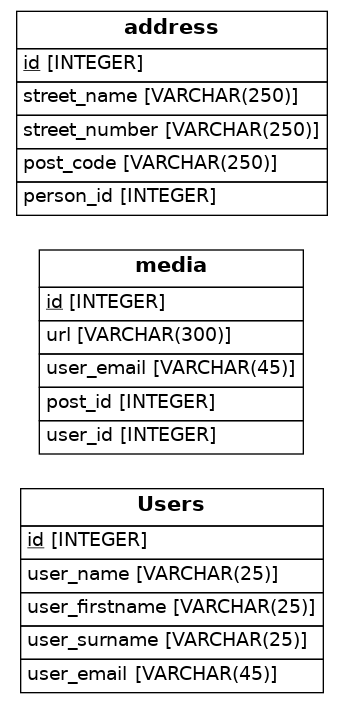 address
id [INTEGER]
street_name [VARCHAR(250)]
street_number [VARCHAR(250)]
post_code [VARCHAR(250)]
person_id [INTEGER]
media
id [INTEGER]
url [VARCHAR(300)]
user_email [VARCHAR(45)]
post_id [INTEGER]
user_id [INTEGER]
Users
id [INTEGER]
user_name [VARCHAR(25)]
user_firstname [VARCHAR(25)]
user_surname [VARCHAR(25)]
user_email [VARCHAR(45)]